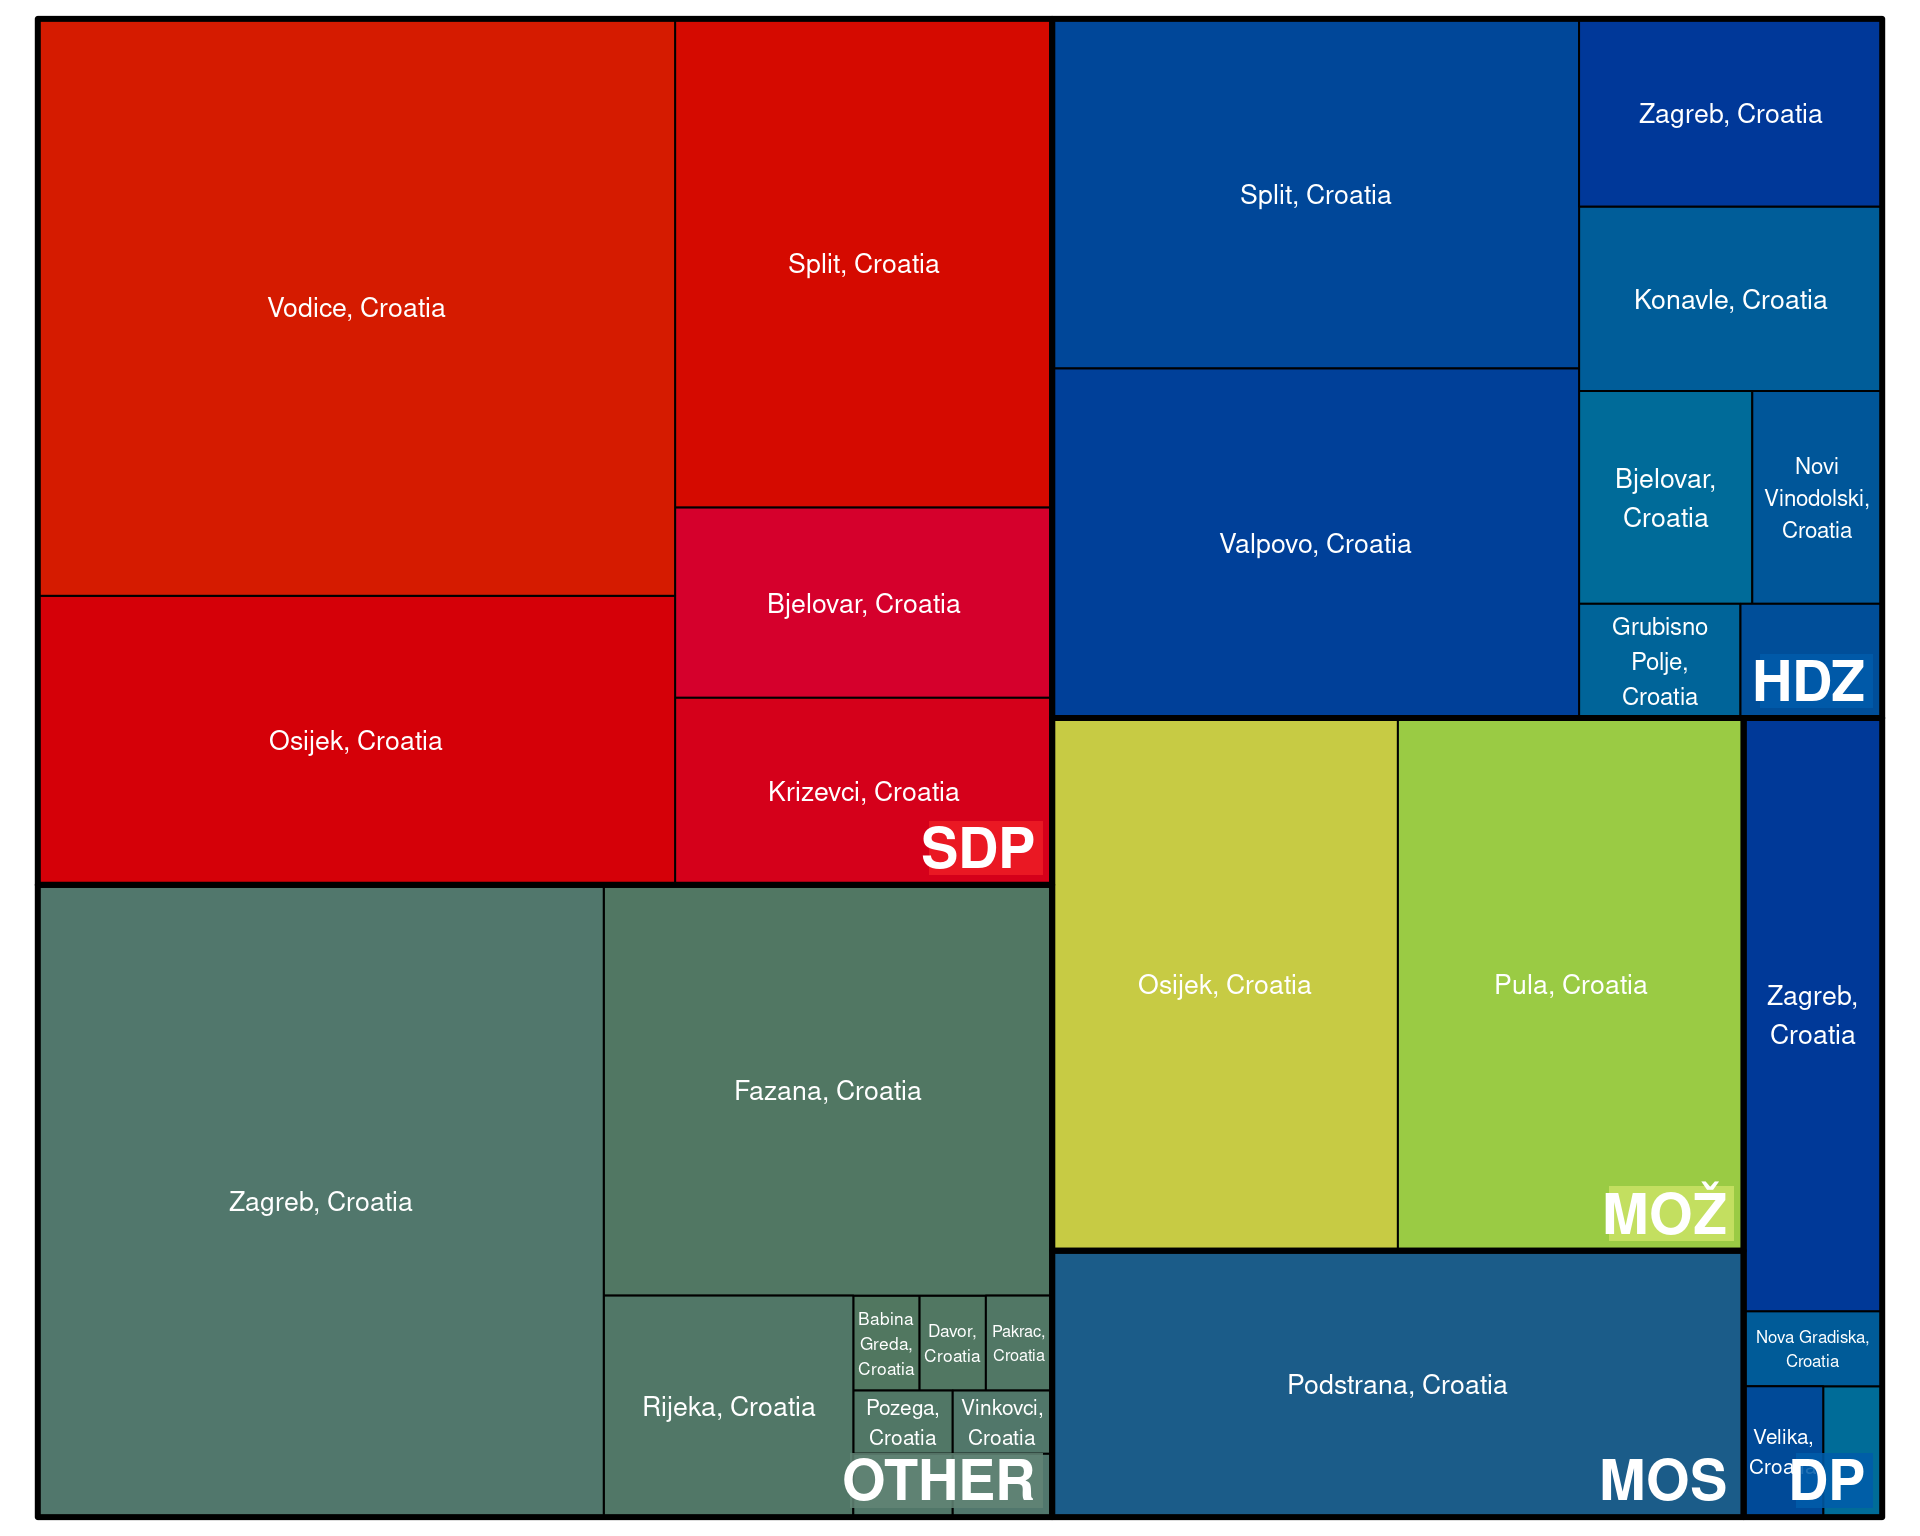 Vodice, Croatia
Split, Croatia
Bjelovar, Croatia
Osijek, Croatia
Krizevci, Croatia
SDP
Split, Croatia
Zagreb, Croatia
Konavle, Croatia
Bjelovar,
Croatia
Novi
Vinodolski,
Croatia
Valpovo, Croatia
Grubisno
Polje,
Croatia
HDZ
Zagreb, Croatia
Fazana, Croatia
Rijeka, Croatia
Babina
Greda,
Croatia
Davor,
Croatia
Pakrac,
Croatia
Pozega,
Croatia
Vinkovci,
Croatia
OTHER
Osijek, Croatia
Pula, Croatia
MOŽ
Podstrana, Croatia
MOS
Zagreb,
Croatia
Nova Gradiska,
Croatia
Velika,
Croatia
DP